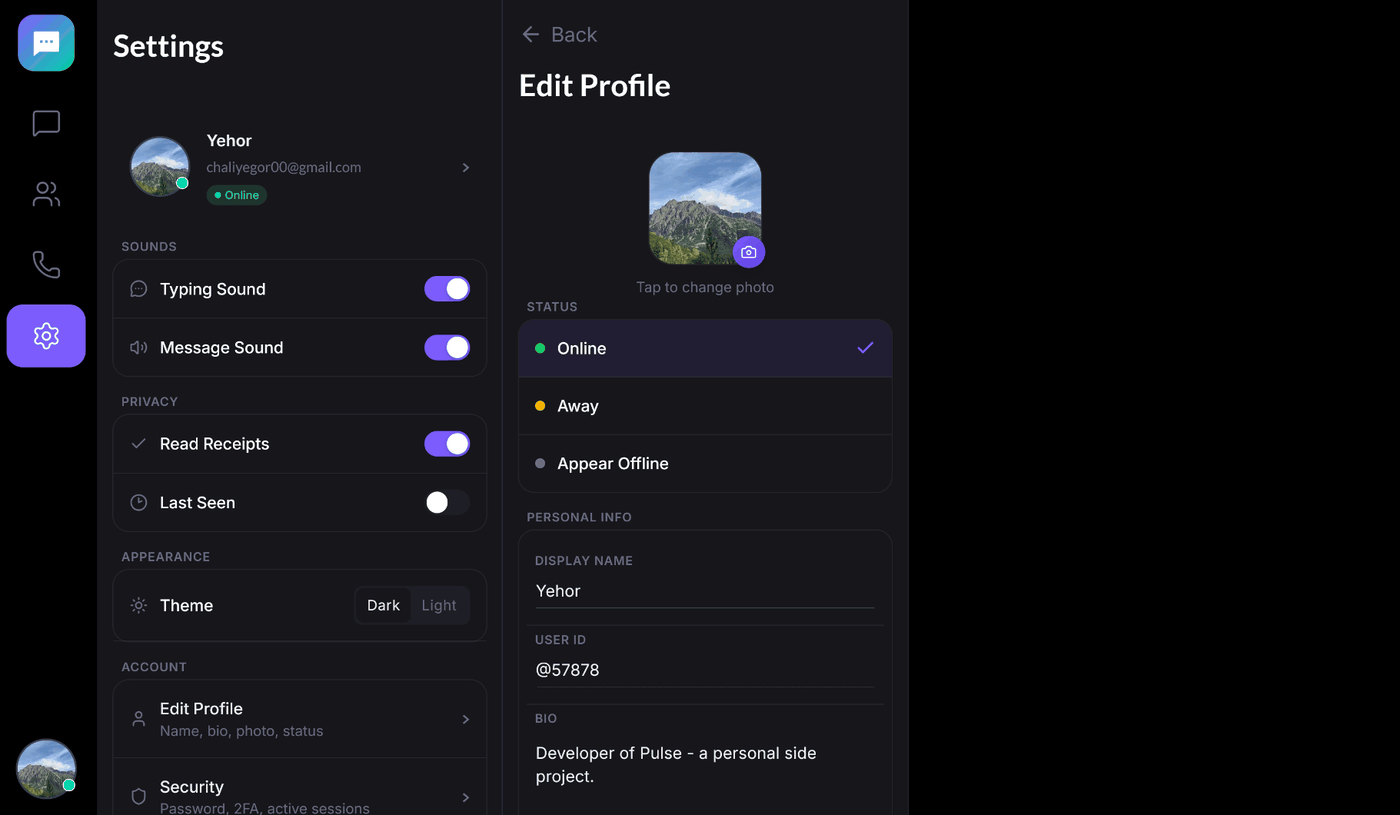 Settings
Yehor
chaliyegor00@gmail.com
Online
SOUNDS
Typing Sound
Message Sound
PRIVACY
Read Receipts
Last Seen
APPEARANCE
Theme
Dark
Light
ACCOUNT
Edit Profile
Name, bio, photo, status
Security
Password, 2FA, active sessions
Back
Edit Profile
Tap to change photo
STATUS
Online
Away
Appear Offline
PERSONAL INFO
DISPLAY NAME
Yehor
USER ID
@57878
BIO
Developer of Pulse - a personal side
project.